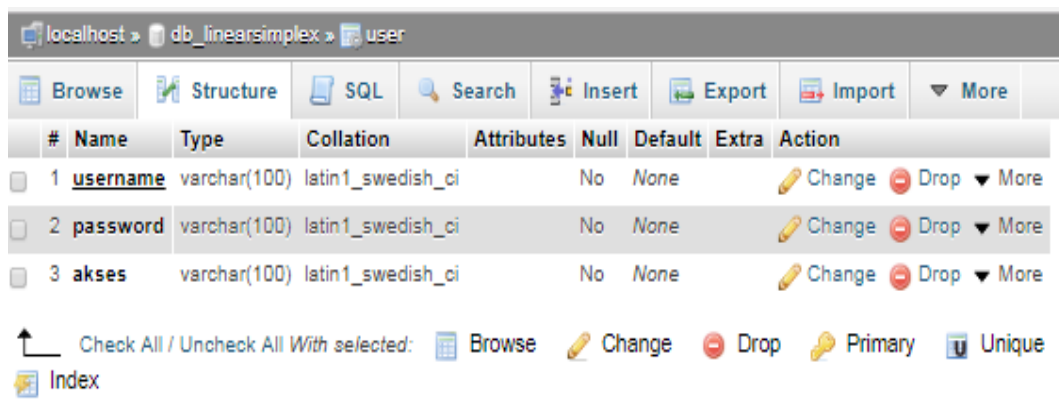 localhost » db_linearsimplex » user
Browse Structure SQL Search Insert Export Import More
# Name Type Collation Attributes Null Default Extra Action
1 username varchar(100) latin1_swedish_ci No None Change Drop More
2 password varchar(100) latin1_swedish_ci No None Change Drop More
3 akses varchar(100) latin1_swedish_ci No None Change Drop More
Check All / Uncheck All With selected: Browse Change Drop Primary Unique
Index